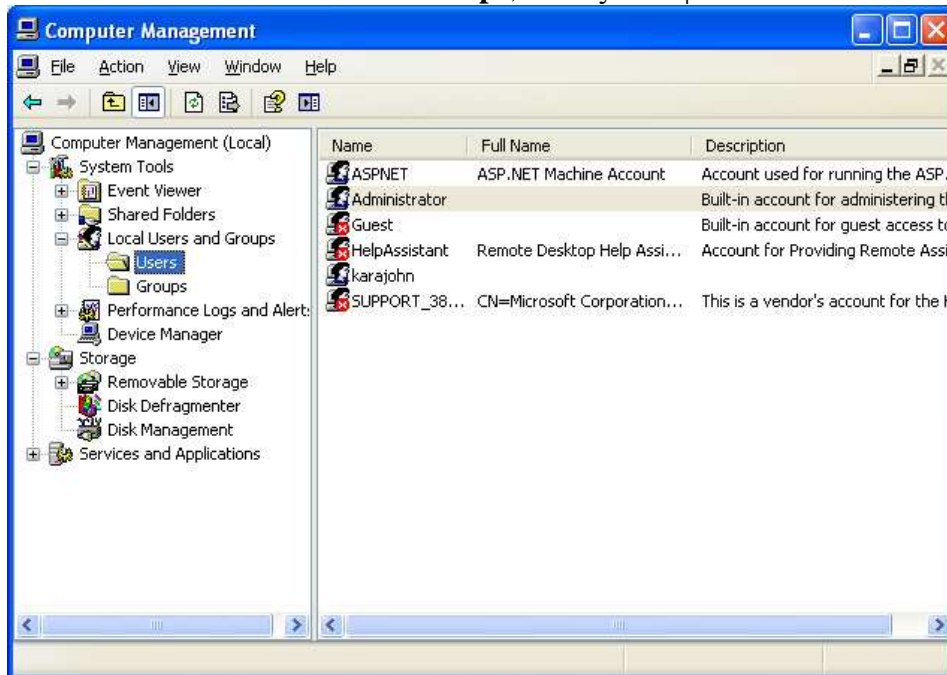 Computer Management
File Action View Window Help
Computer Management (Local)
System Tools
Event Viewer
Shared Folders
Local Users and Groups
Users
Groups
Performance Logs and Alerts
Device Manager
Storage
Removable Storage
Disk Defragmenter
Disk Management
Services and Applications
Name Full Name Description
ASPNET ASP.NET Machine Account Account used for running the ASP.
Administrator Built-in account for administering
Guest Built-in account for guest access
HelpAssistant Remote Desktop Help Assi... Account for Providing Remote Assi
karajohn
SUPPORT_38... CN=Microsoft Corporation... This is a vendor's account for the